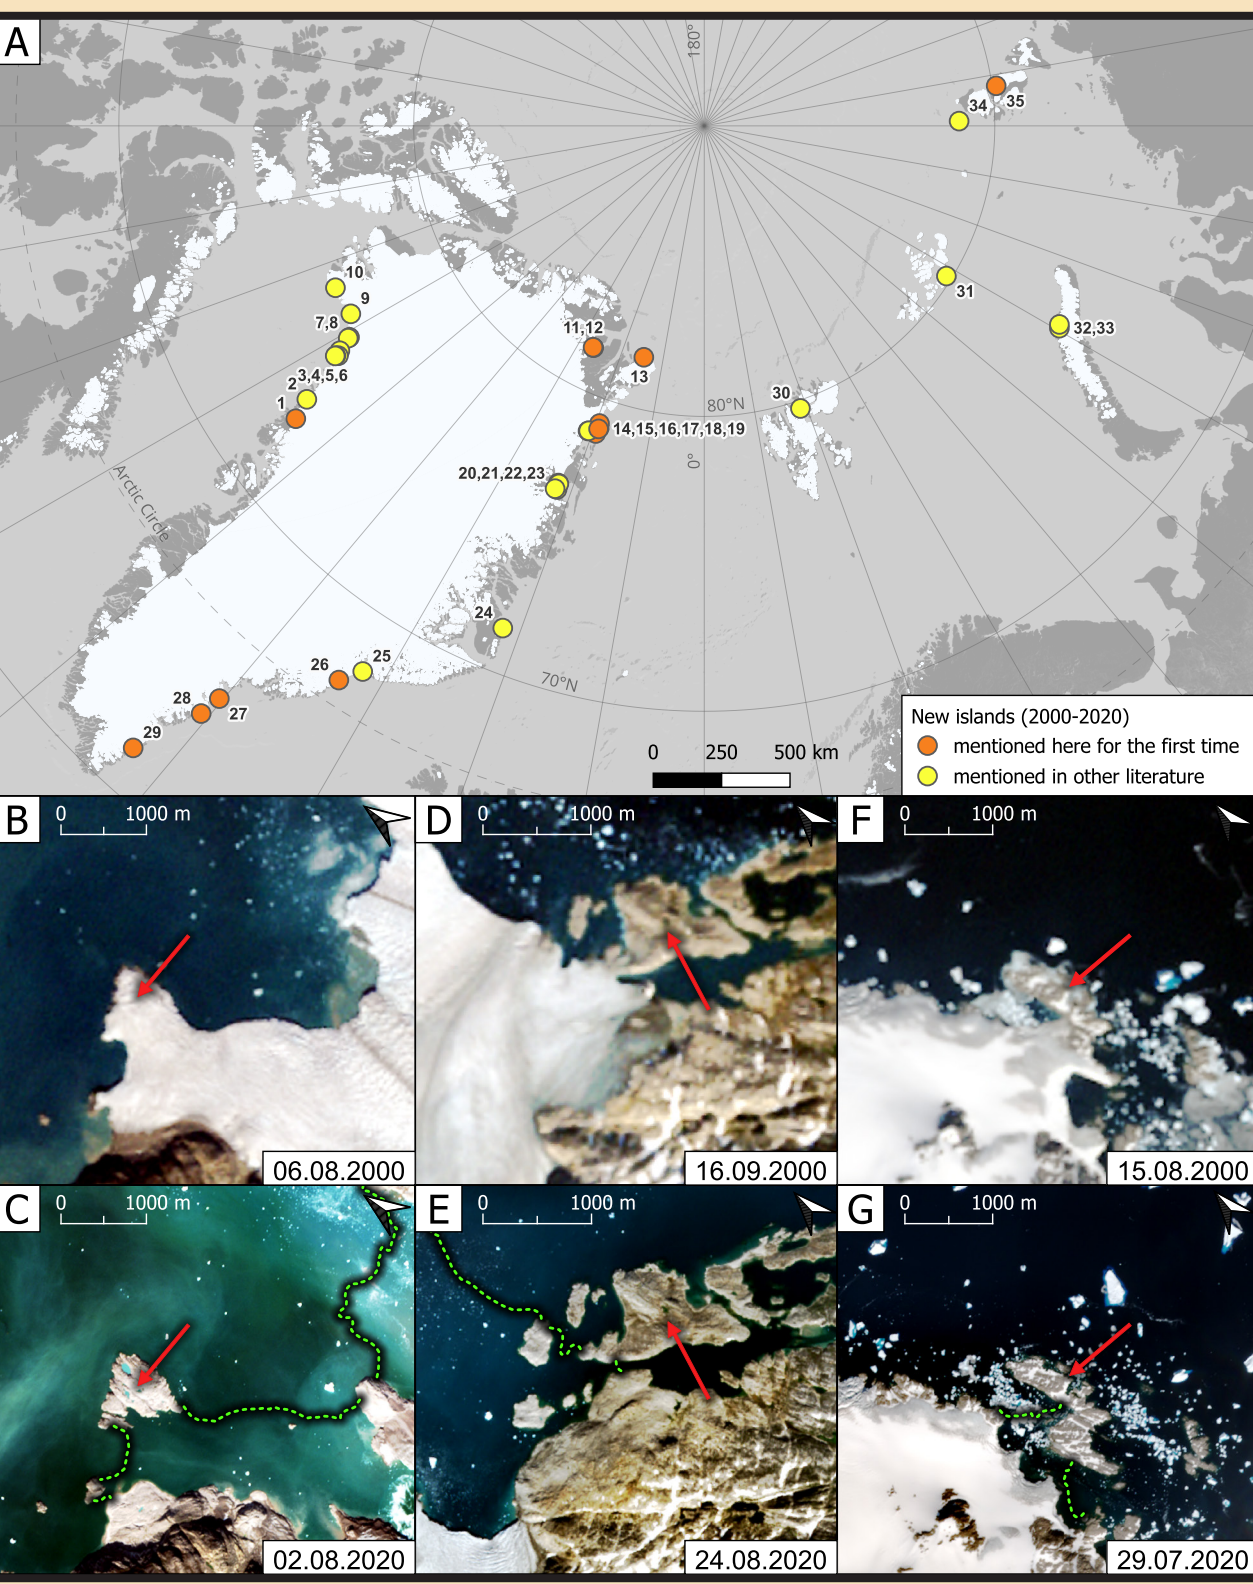 A
180°
34
35
10
9
7,8
31
11,12
32,33
3,4,5,6
13
2
1
30
80°N
14,15,16,17,18,19
0°
Arctic Circle
20,21,22,23
24
25
26
70°N
28
27
29
New islands (2000-2020)
mentioned here for the first time
mentioned in other literature
0 250 500 km
B
0 1000 m
06.08.2000
D
0 1000 m
16.09.2000
F
0 1000 m
15.08.2000
C
0 1000 m
02.08.2020
E
0 1000 m
24.08.2020
G
0 1000 m
29.07.2020